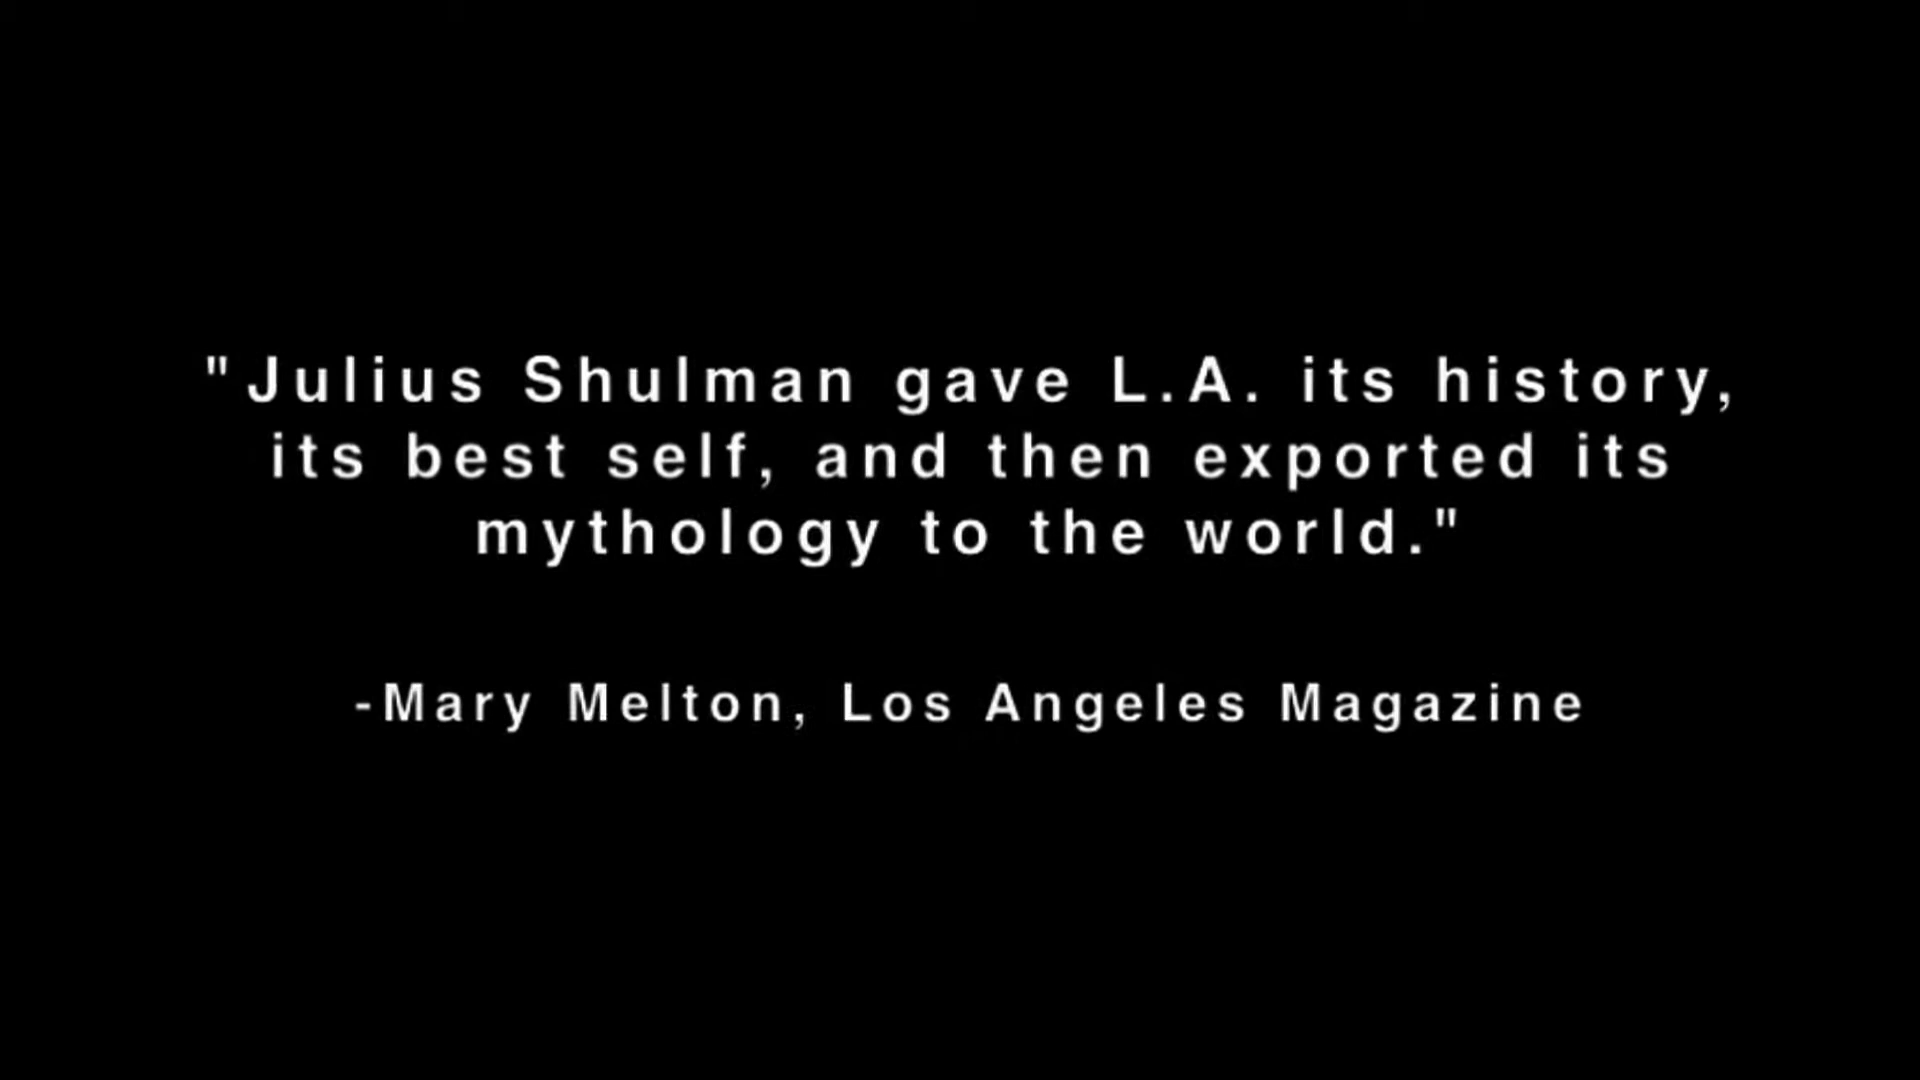 "Julius Shulman gave L.A. its history,
its best self, and then exported its
mythology to the world."
-Mary Melton, Los Angeles Magazine